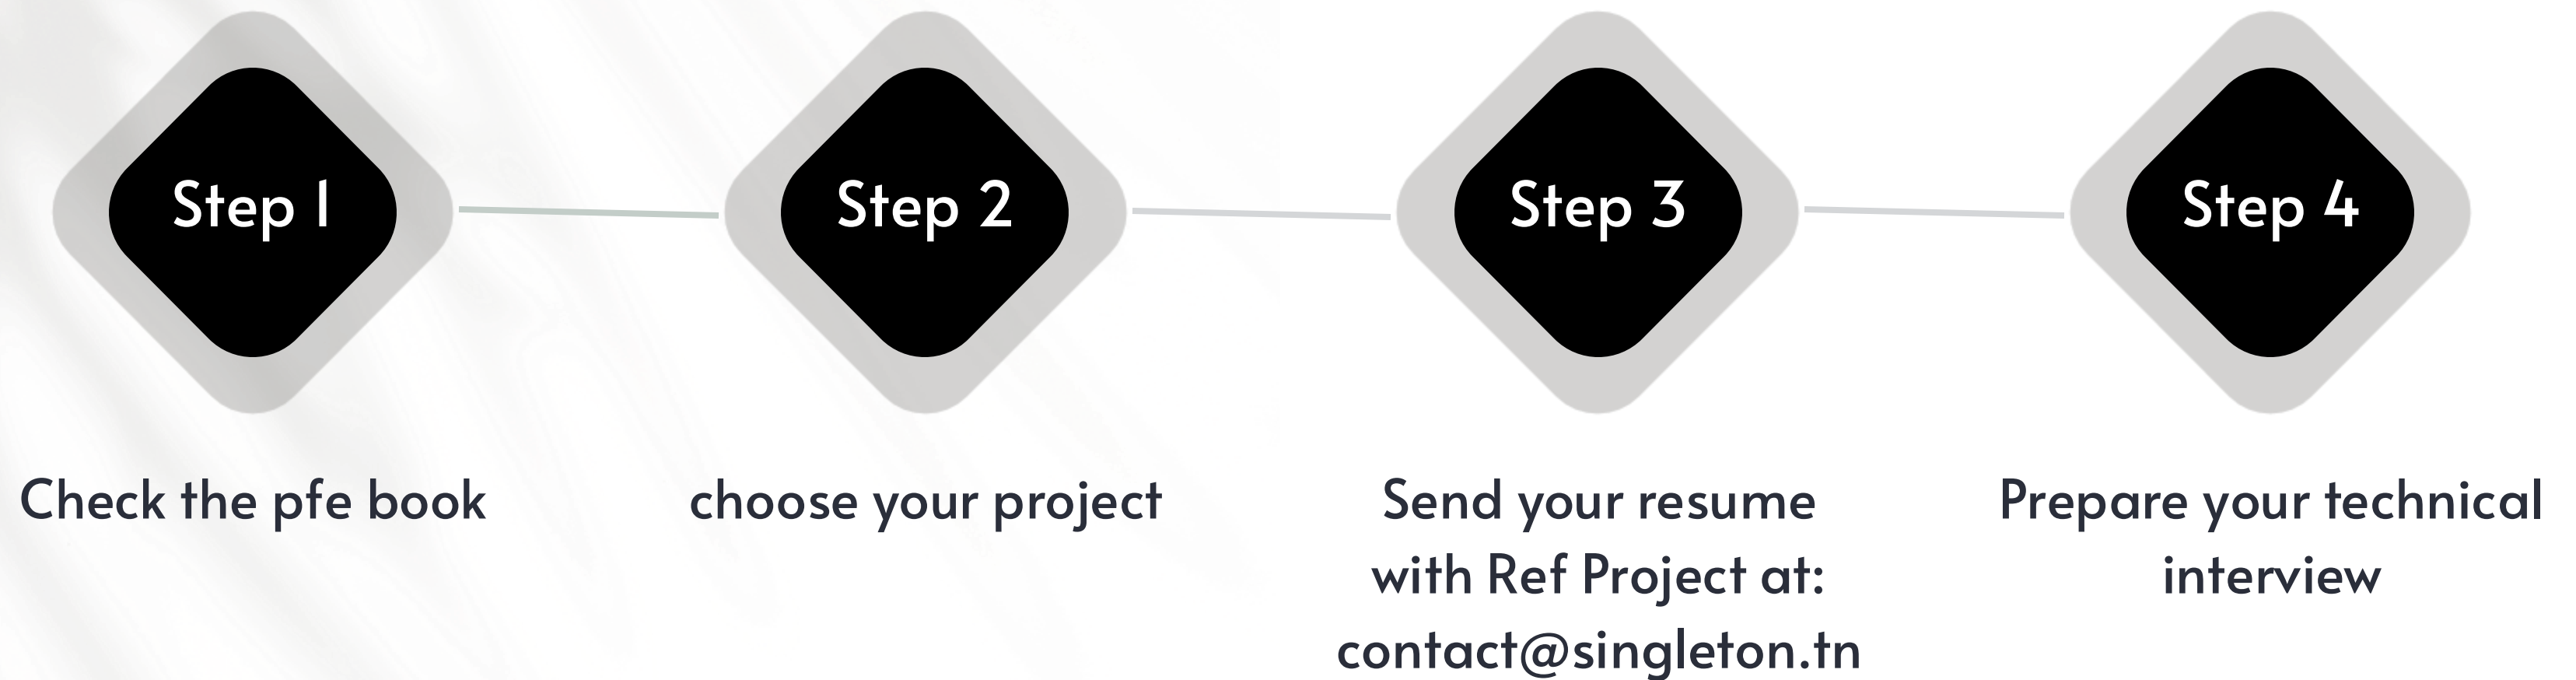 Step 1
Check the pfe book
Step 2
choose your project
Step 3
Send your resume
with Ref Project at:
contact@singleton.tn
Step 4
Prepare your technical
interview